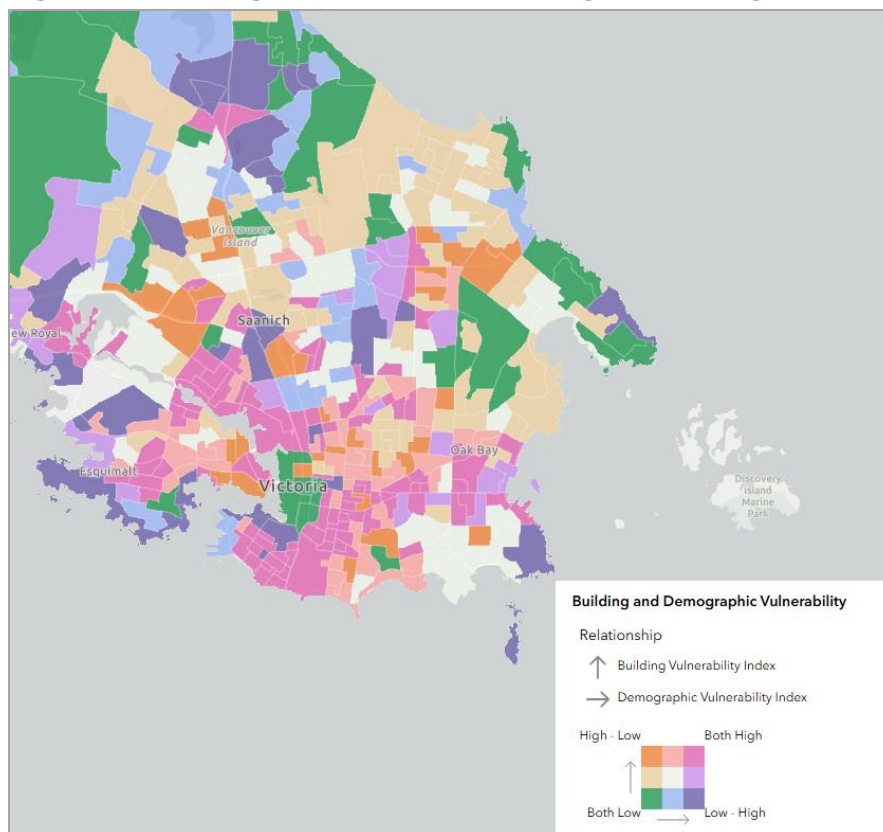 Vancouver
Island
Saanich
ew Royal
Oak Bay
Esquimalt
Victoria
Discovery
Island
Marine
Park
Building and Demographic Vulnerability
Relationship
Building Vulnerability Index
Demographic Vulnerability Index
High - Low Both High
Both Low Low - High